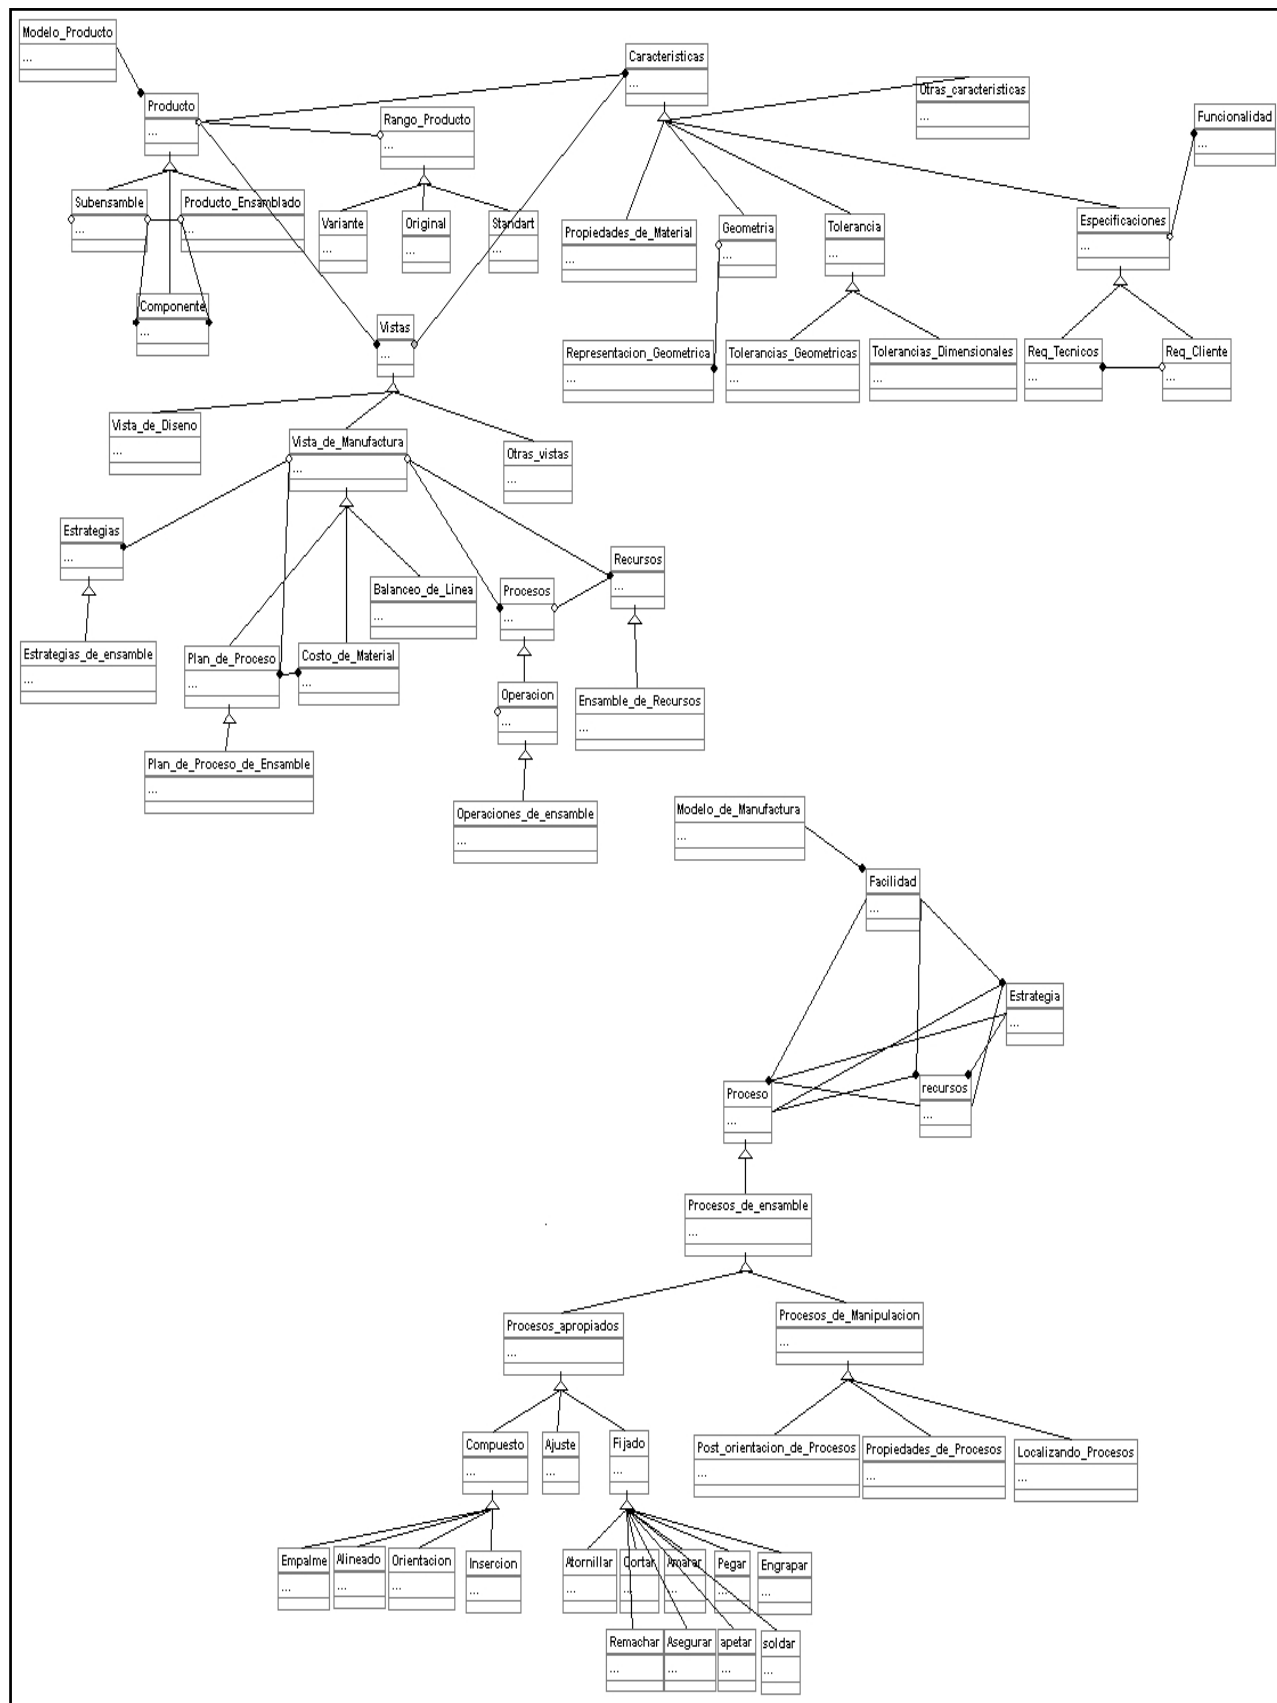 Modelo_Producto
...
Caracteristicas
...
Otras_caracteristicas
...
Producto
...
Rango_Producto
...
Funcionalidad
...
Subensamble
...
Producto_Ensamblado
...
Variante
...
Original
...
Standart
...
Propiedades_de_Material
...
Geometria
...
Tolerancia
...
Especificaciones
...
Componente
...
Vistas
...
Representacion_Geometrica
...
Tolerancias_Geometricas
...
Tolerancias_Dimensionales
...
Req_Tecnicos
...
Req_Cliente
...
Vista_de_Diseno
...
Vista_de_Manufactura
...
Otras_vistas
...
Estrategias
...
Balanceo_de_Linea
...
Procesos
...
Recursos
...
Estrategias_de_ensamble
...
Plan_de_Proceso
...
Costo_de_Material
...
Operacion
...
Ensamble_de_Recursos
...
Plan_de_Proceso_de_Ensamble
...
Operaciones_de_ensamble
...
Modelo_de_Manufactura
...
Facilidad
...
Estrategia
...
Proceso
...
recursos
...
Procesos_de_ensamble
...
Procesos_apropiados
...
Procesos_de_Manipulacion
...
Compuesto
...
Ajuste
...
Fijado
...
Post_orientacion_de_Procesos
...
Propiedades_de_Procesos
...
Localizando_Procesos
...
Empalme
...
Alineado
...
Orientacion
...
Insercion
...
Atornillar
...
Cortar
...
Amarar
...
Pegar
...
Engrapar
...
Remachar
...
Asegurar
...
apetar
...
soldar
...